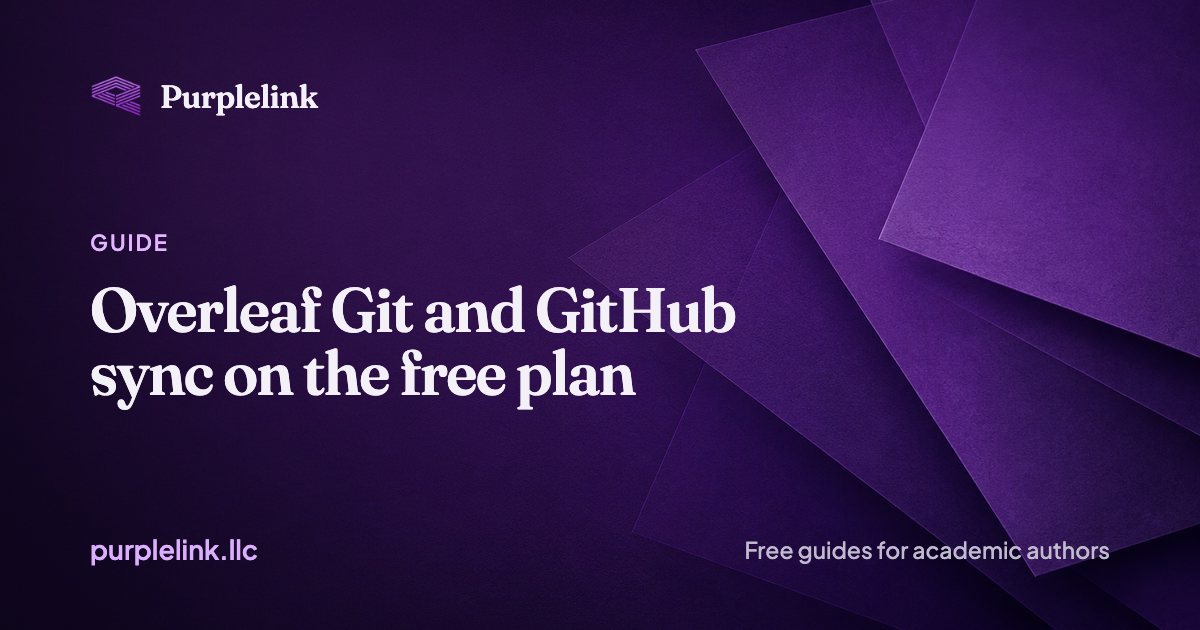 Purplelink
GUIDE
Overleaf Git and GitHub
sync on the free plan
purplelink.llc
Free guides for academic authors